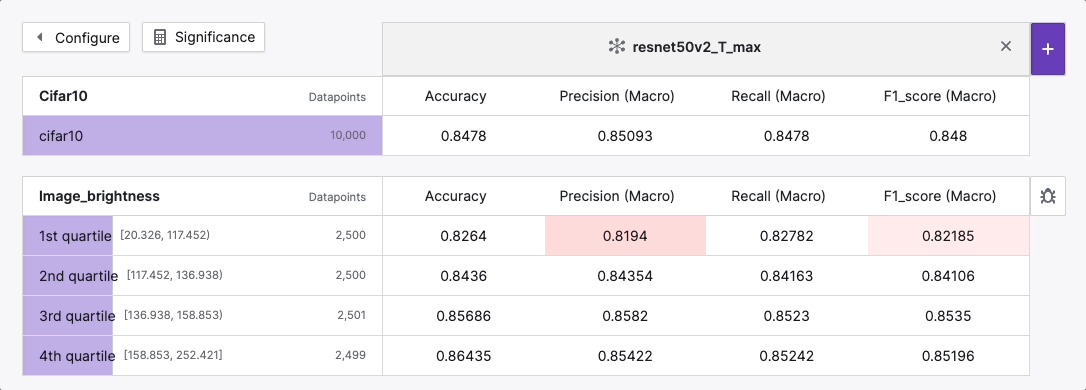 Configure Significance resnet50v2_T_max × +
Cifar10 Datapoints Accuracy Precision (Macro) Recall (Macro) F1_score (Macro)
cifar10 10,000 0.8478 0.85093 0.8478 0.848
Image_brightness Datapoints Accuracy Precision (Macro) Recall (Macro) F1_score (Macro)
1st quartile [20.326, 117.452) 2,500 0.8264 0.8194 0.82782 0.82185
2nd quartile [117.452, 136.938) 2,500 0.8436 0.84354 0.84163 0.84106
3rd quartile [136.938, 158.853) 2,501 0.85686 0.8582 0.8523 0.8535
4th quartile [158.853, 252.421] 2,499 0.86435 0.85422 0.85242 0.85196